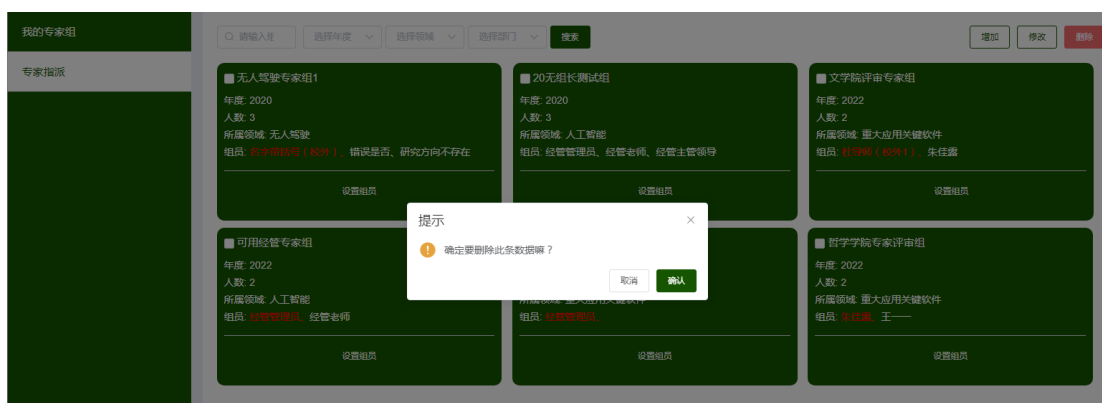 我的专家组
专家指派
请输入组
选择年度
选择领域
选择部门
搜索
增加
修改
删除
无人驾驶专家组1
年度: 2020
人数: 3
所属领域: 无人驾驶
错误是否、研究方向不存在
设置组员
20无组长测试组
年度: 2020
人数: 3
所属领域: 人工智能
组员: 经管管理员、经管老师、经管主管领导
设置组员
文学院评审专家组
年度: 2022
人数: 2
所属领域: 重大应用关键软件
朱佳露
设置组员
提示
确定要删除此条数据嘛？
取消
确认
可用经管专家组
年度: 2022
人数: 2
所属领域: 人工智能
组员: 经管管理员、经管老师
设置组员
所属领域: 重大应用关键软件
组员: 经管管理员、
设置组员
哲学学院专家评审组
年度: 2022
人数: 2
所属领域: 重大应用关键软件
组员: 朱佳露、王一一
设置组员